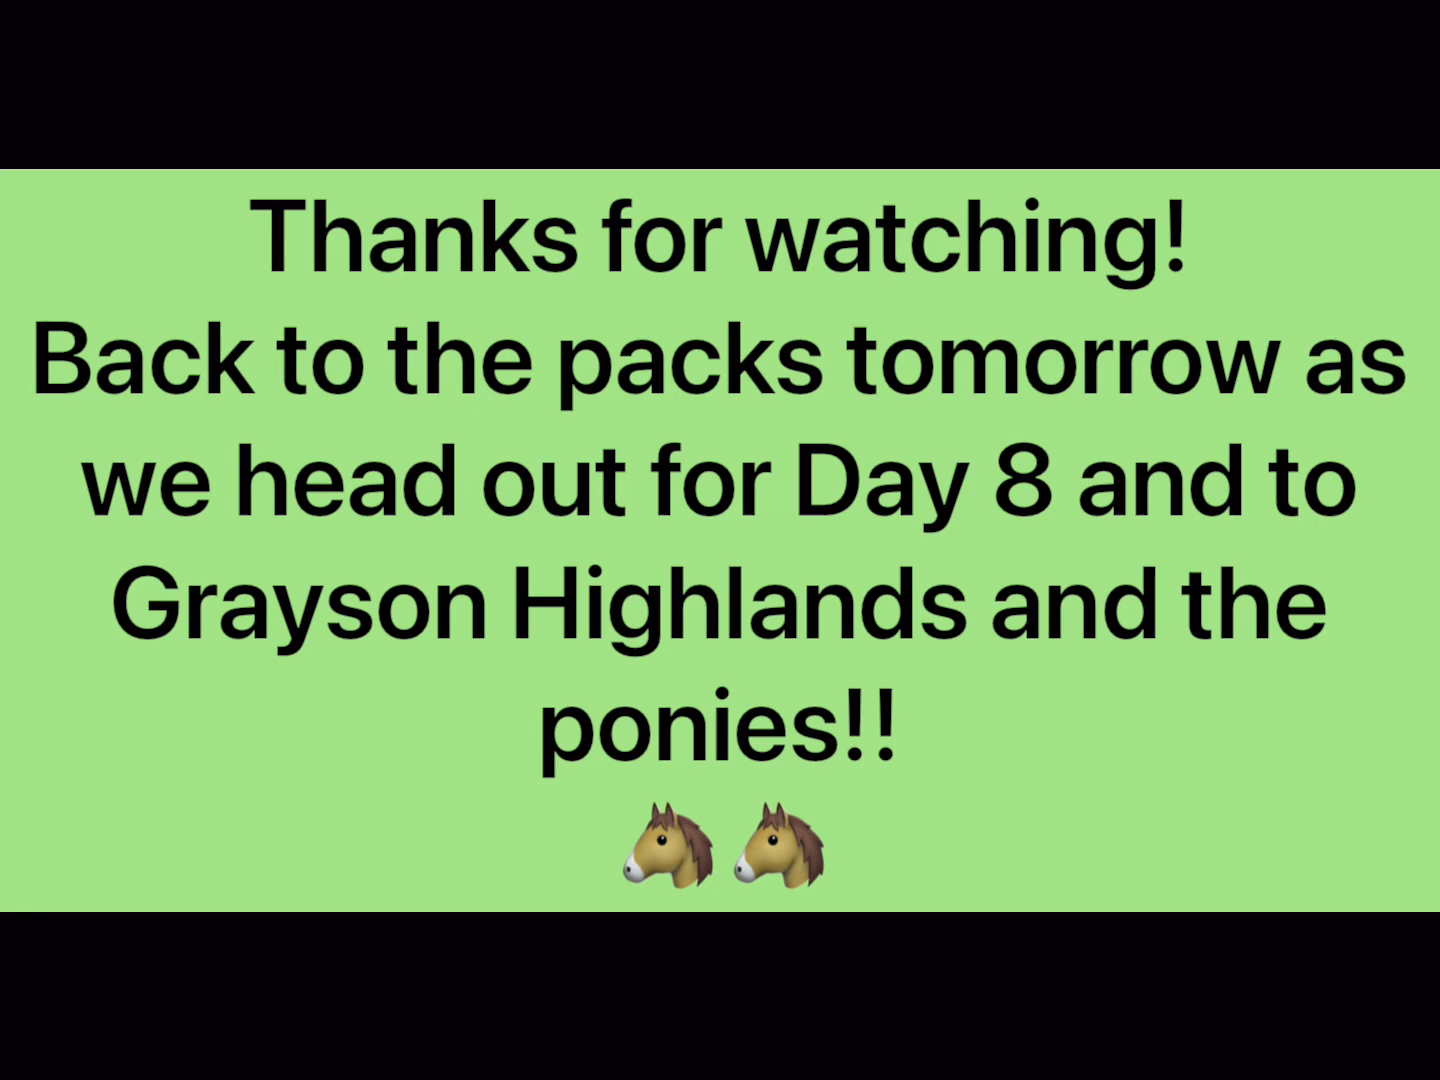 Thanks for watching!
Back to the packs tomorrow as
we head out for Day 8 and to
Grayson Highlands and the
ponies!!
🐴🐴